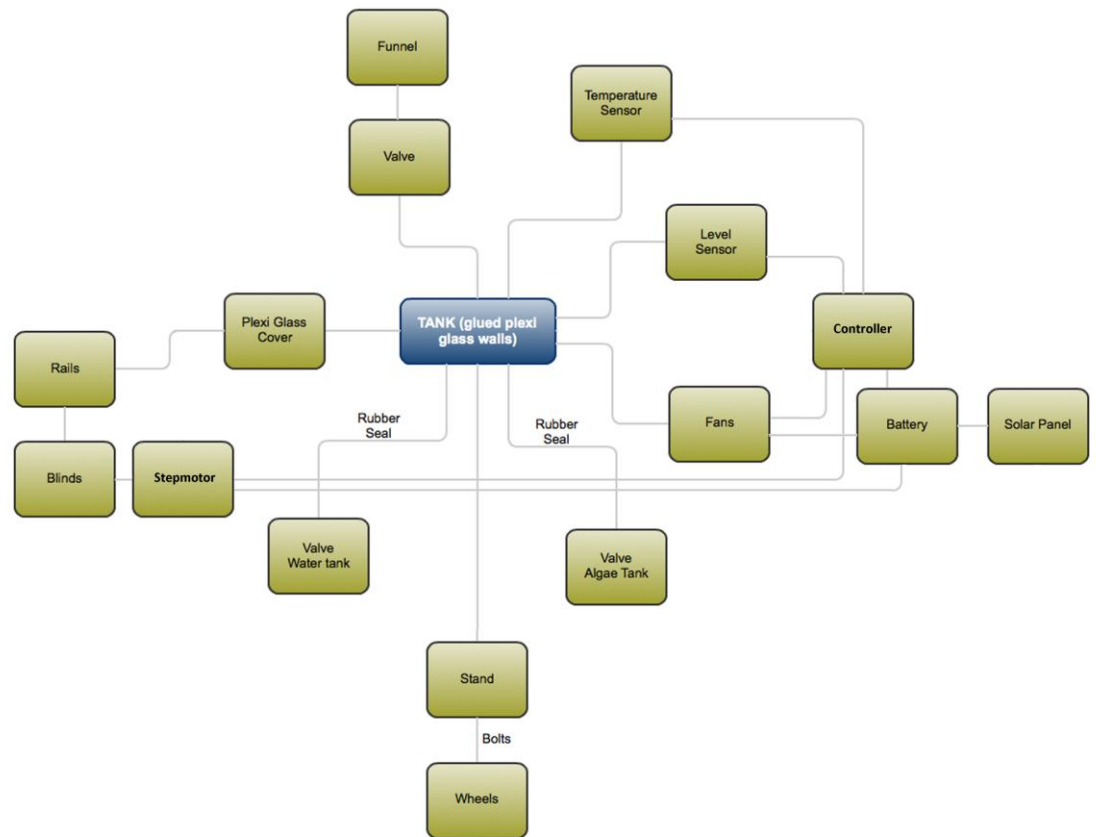 Funnel
Temperature
Sensor
Valve
Level
Sensor
Plexi Glass
Cover
TANK (glued plexi
glass walls)
Controller
Rails
Rubber
Seal
Rubber
Seal
Fans
Battery
Solar Panel
Blinds
Stepmotor
Valve
Water tank
Valve
Algae Tank
Stand
Bolts
Wheels